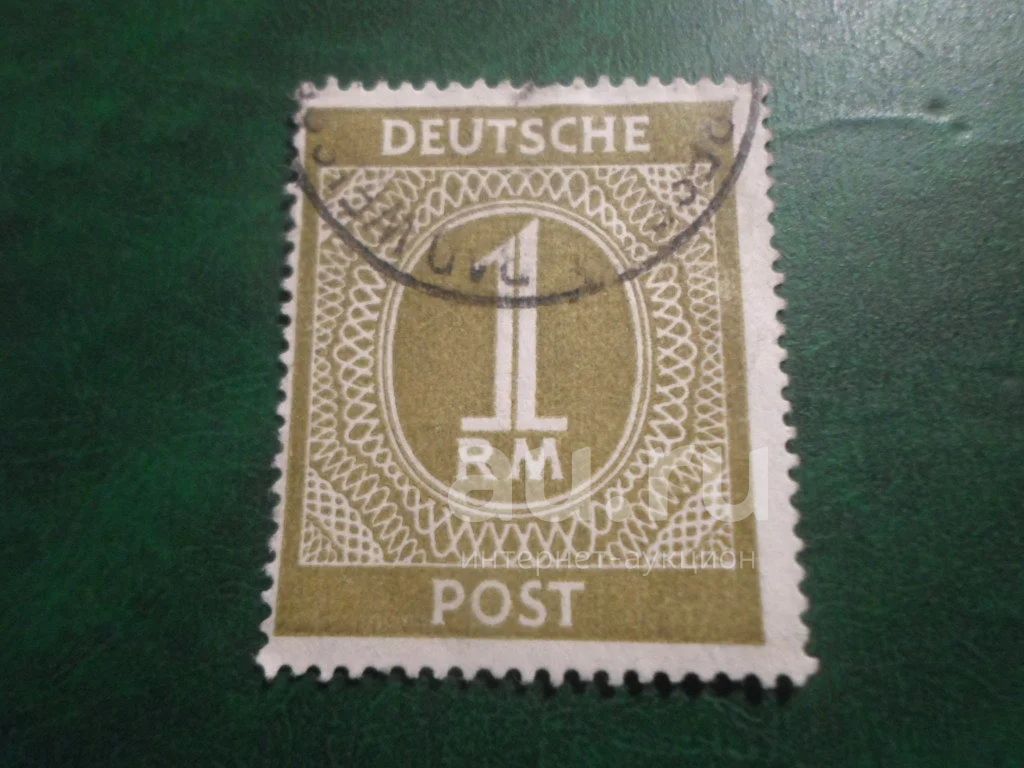 DEUTSCHE
1
RM
POST
au.ru
интернет-аукцион